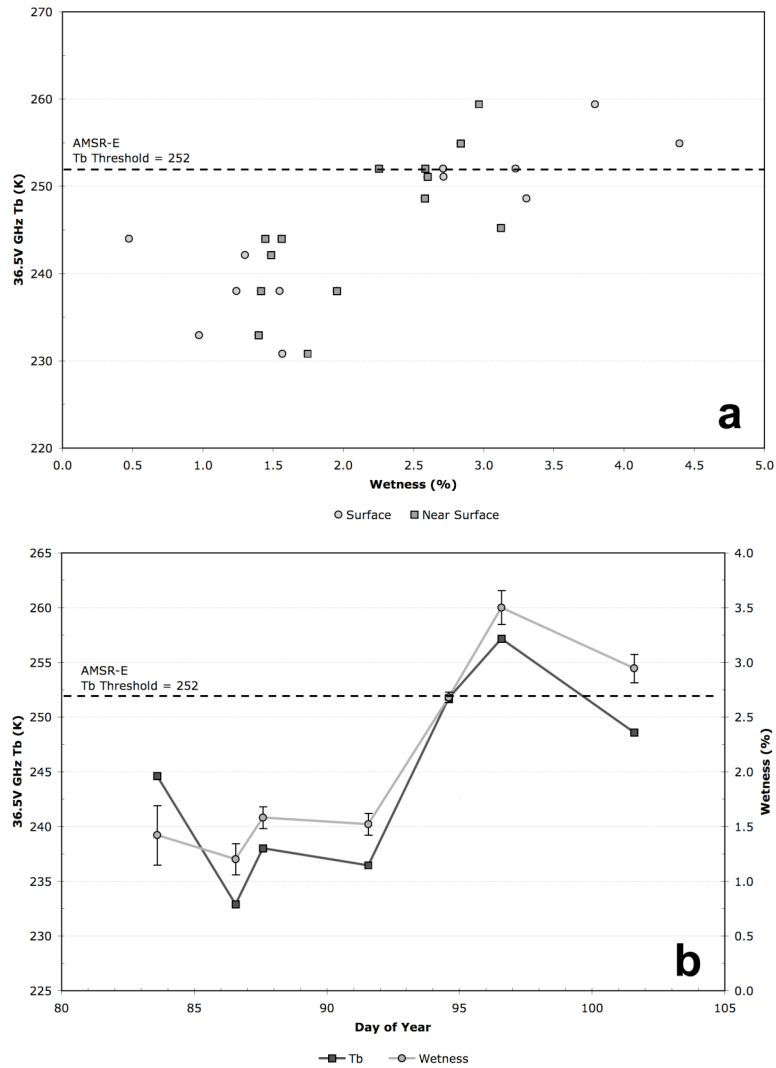 270
260
250
240
230
220
36.5V GHz Tb (K)
AMSR-E
Tb Threshold = 252
a
0.0 0.5 1.0 1.5 2.0 2.5 3.0 3.5 4.0 4.5 5.0
Wetness (%)
Surface Near Surface
265
260
255
250
245
240
235
230
225
36.5V GHz Tb (K)
AMSR-E
Tb Threshold = 252
4.0
3.5
3.0
2.5
2.0
1.5
1.0
0.5
0.0
Wetness (%)
b
80 85 90 95 100 105
Day of Year
Tb Wetness